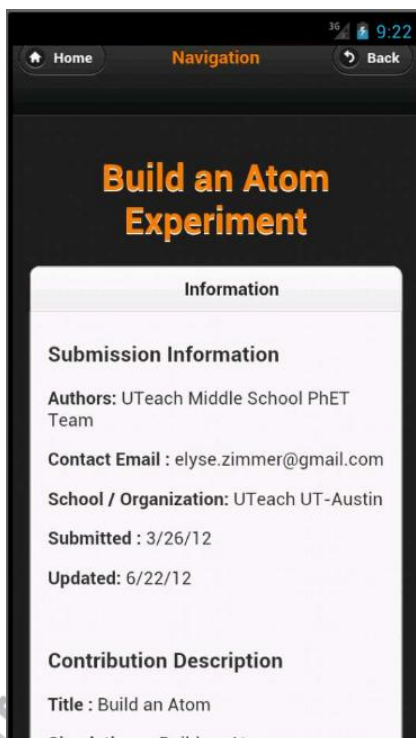 3G 9:22
Home Navigation Back
Build an Atom
Experiment
Information
Submission Information
Authors: UTeach Middle School PhET
Team
Contact Email : elyse.zimmer@gmail.com
School / Organization: UTeach UT-Austin
Submitted : 3/26/12
Updated: 6/22/12
Contribution Description
Title : Build an Atom